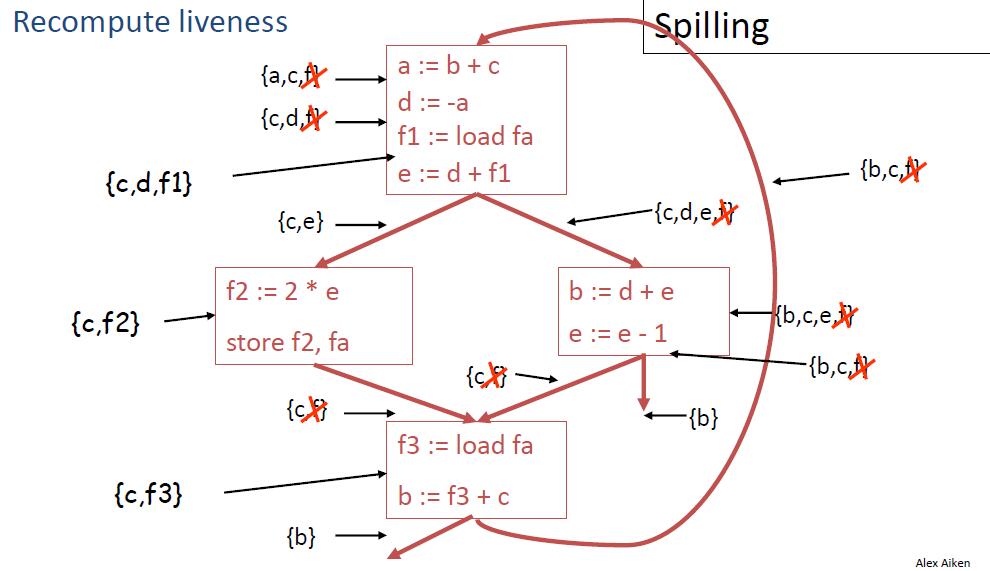 Recompute liveness
Spilling
{a,c,f}
a := b + c
{c,d,f}
d := -a
f1 := load fa
{c,d,f1}
e := d + f1
{b,c,f}
{c,e}
{c,d,e,f}
{c,f2}
f2 := 2 * e
store f2, fa
b := d + e
e := e - 1
{b,c,e,f}
{b,c,f}
{c,f}
{c,f}
{b}
{c,f3}
f3 := load fa
b := f3 + c
{b}
Alex Aiken